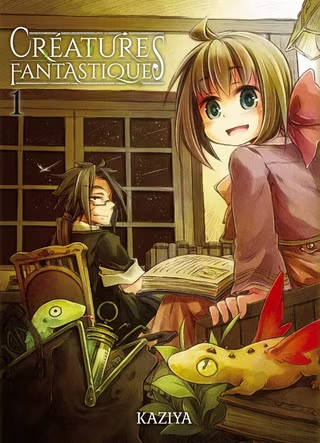 CRÉATURES
FANTASTIQUES
1
KAZIYA